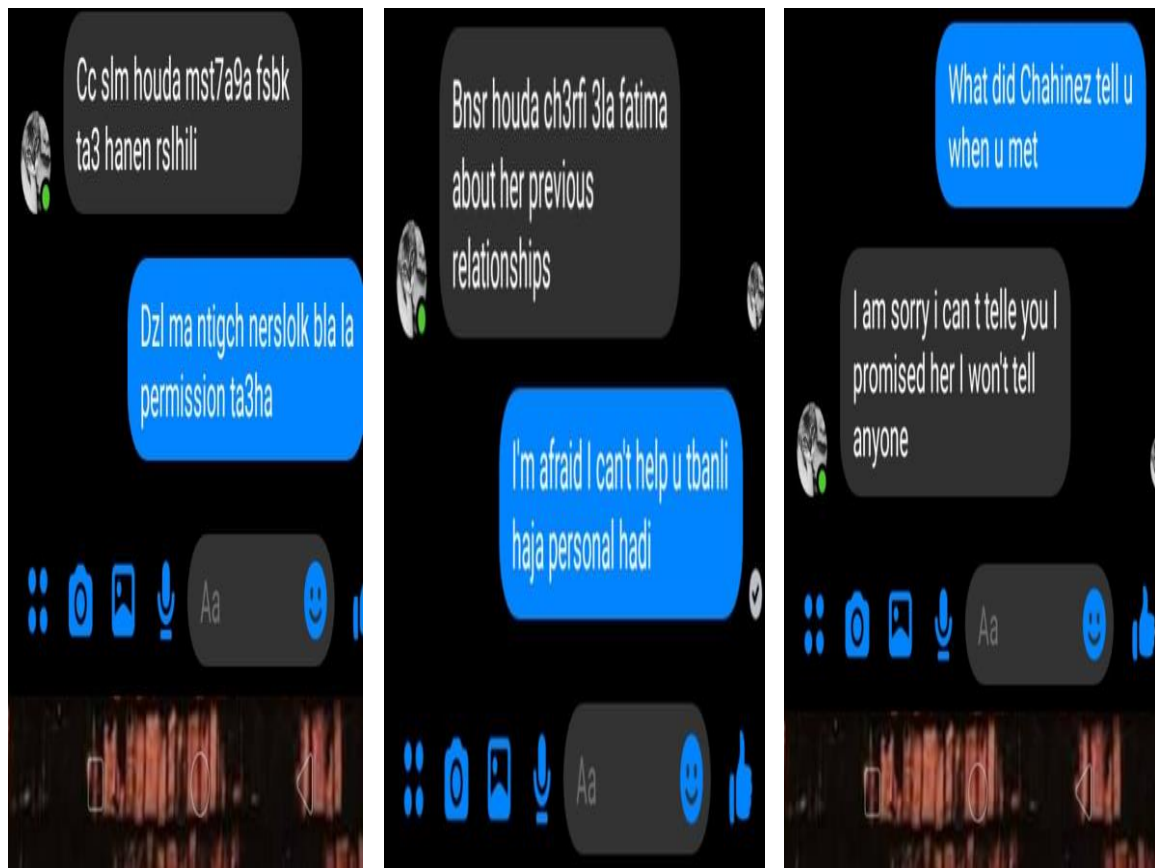 Cc slm houda mst7a9a fsbk
ta3 hanen rslhili
Dzl ma ntigch nerslolk bla la
permission ta3ha
Aa
Bnsr houda ch3rfi 3la fatima
about her previous
relationships
I'm afraid I can't help u tbanli
haja personal hadi
Aa
What did Chahinez tell u
when u met
I am sorry i can t telle you I
promised her I won't tell
anyone
Aa